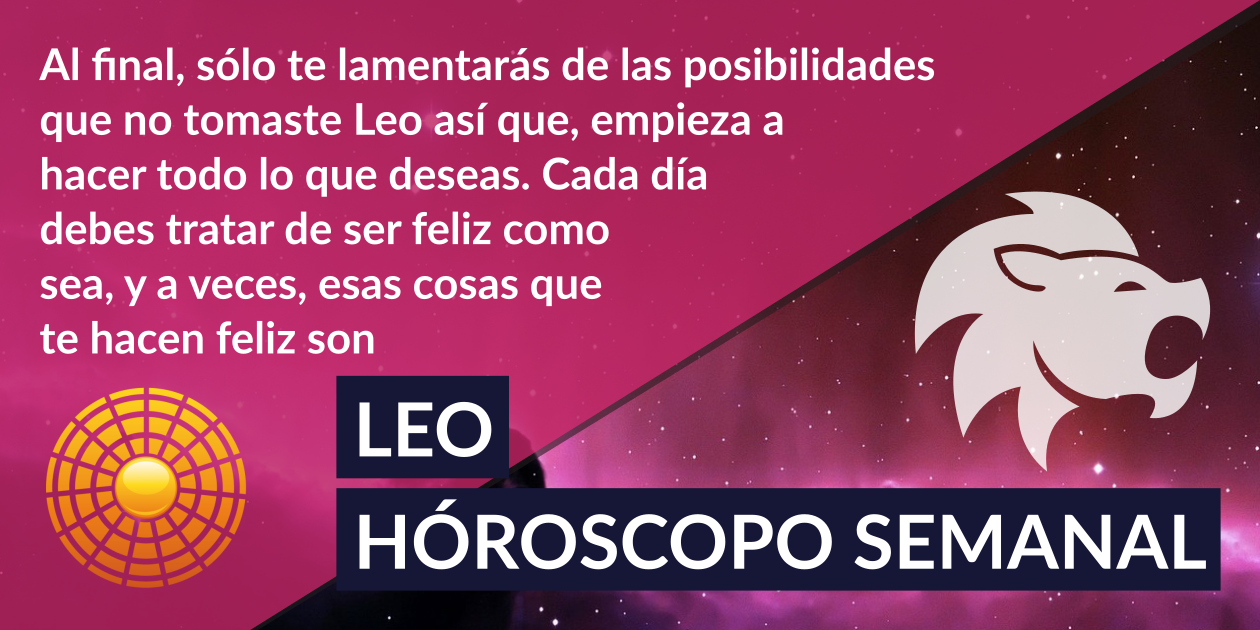 Al final, sólo te lamentarás de las posibilidades
que no tomaste Leo así que, empieza a
hacer todo lo que deseas. Cada día
debes tratar de ser feliz como
sea, y a veces, esas cosas que
te hacen feliz son
LEO
HÓROSCOPO SEMANAL